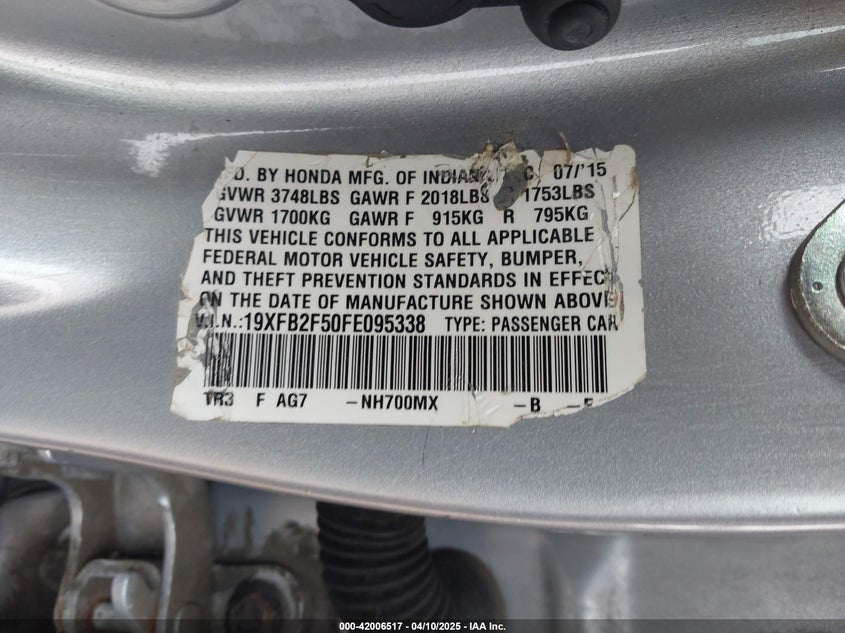 D. BY HONDA MFG. OF INDIAN C 07/'15
GVWR 3748LBS GAWR F 2018LBS 1753LBS
GVWR 1700KG GAWR F 915KG R 795KG
THIS VEHICLE CONFORMS TO ALL APPLICABLE
FEDERAL MOTOR VEHICLE SAFETY, BUMPER,
AND THEFT PREVENTION STANDARDS IN EFFECT
ON THE DATE OF MANUFACTURE SHOWN ABOVE
V.I.N.:19XFB2F50FE095338 TYPE: PASSENGER CAR
TR3 F AG7 -NH700MX -B -
000-42006517 - 04/10/2025 - IAA Inc.